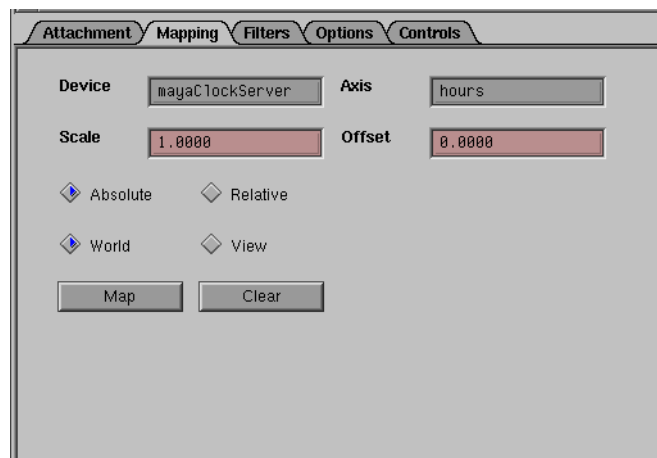 Attachment Mapping Filters Options Controls
Device mayaClockServer Axis hours
Scale 1.0000 Offset 0.0000
Absolute Relative
World View
Map Clear